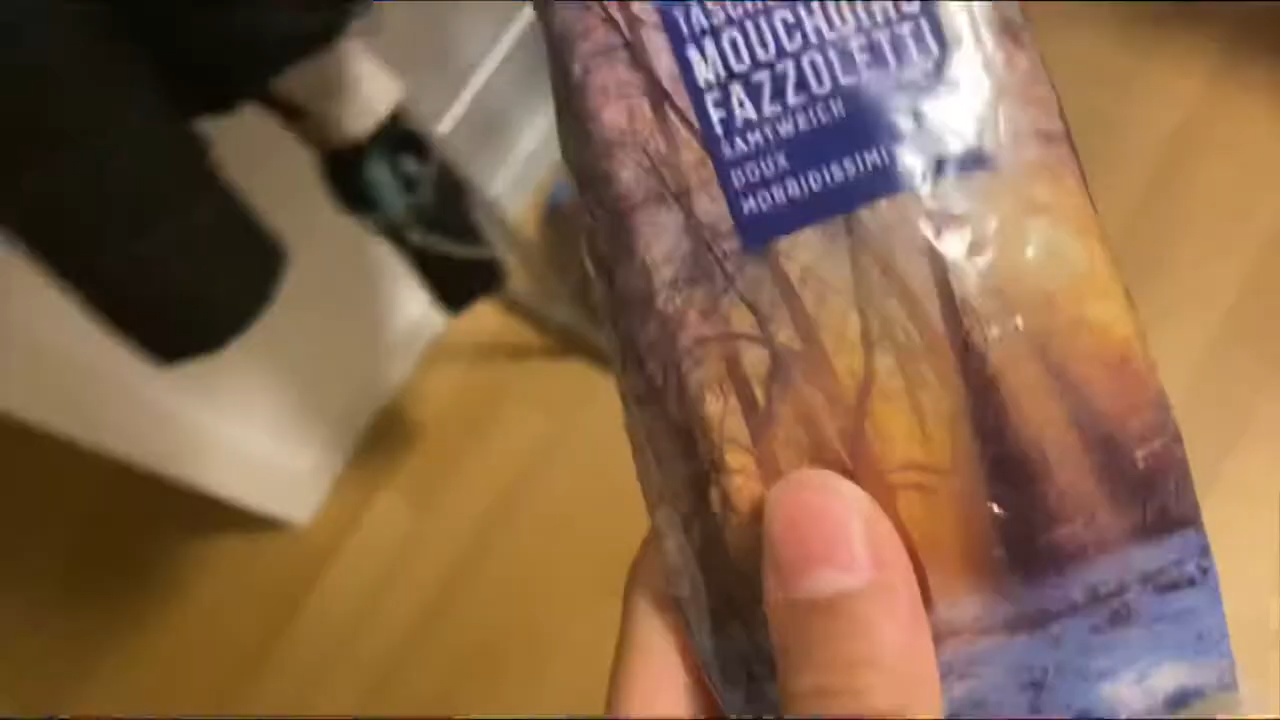 MOUCHOIRS
FAZZOLETTI
SAMTWEICH
DOUX
MORBIDISSIMI